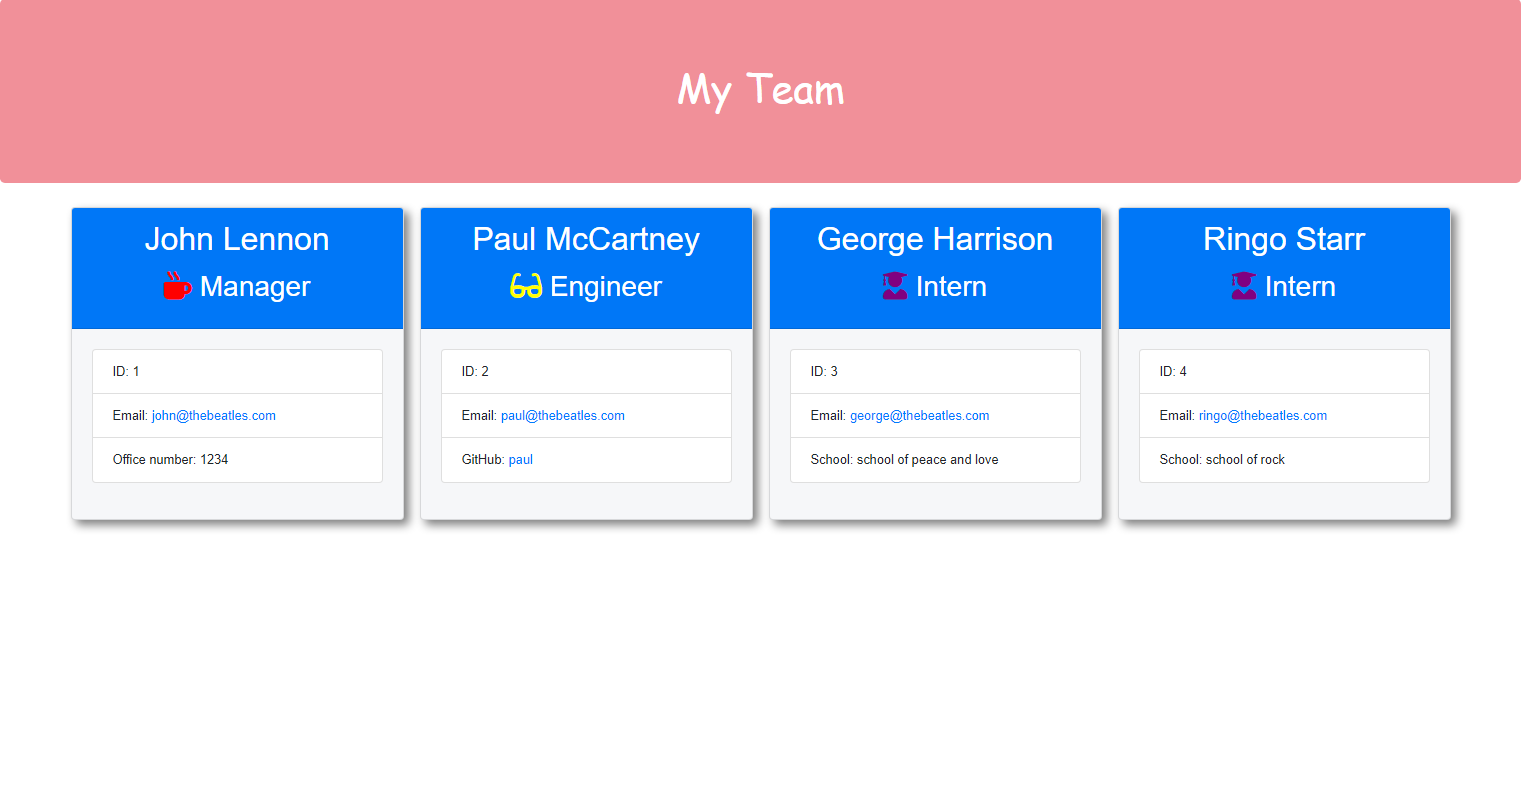 My Team
John Lennon
Manager
ID: 1
Email: john@thebeatles.com
Office number: 1234
Paul McCartney
Engineer
ID: 2
Email: paul@thebeatles.com
GitHub: paul
George Harrison
Intern
ID: 3
Email: george@thebeatles.com
School: school of peace and love
Ringo Starr
Intern
ID: 4
Email: ringo@thebeatles.com
School: school of rock